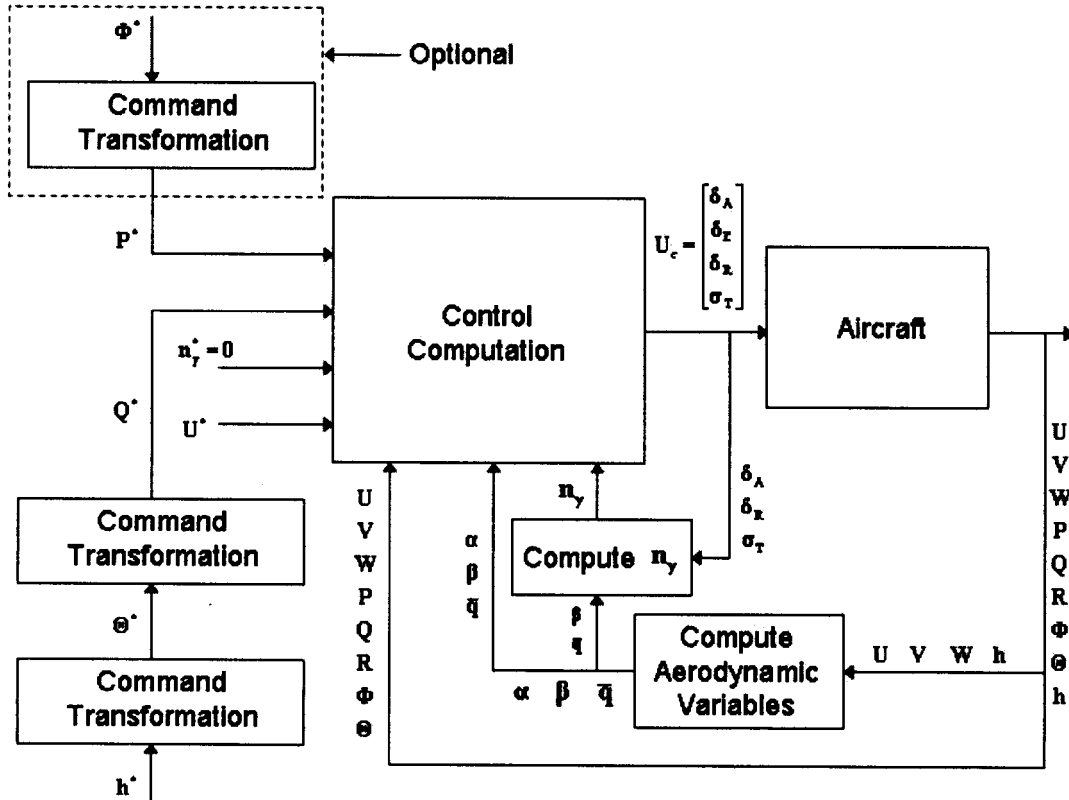 Φ*
Optional
Command
Transformation
P*
U_c = [δ_A
δ_E
δ_R
σ_T]
Control
Computation
Aircraft
n*_y = 0
Q*
U*
U
V
W
P
Q
R
Φ
Θ
h
U
V
W
P
Q
R
Φ
Θ
α
β
q̄
n_y
δ_A
δ_R
σ_T
Compute n_y
Command
Transformation
β
q̄
Θ*
Compute
Aerodynamic
Variables
U V W h
α β q̄
Command
Transformation
h*